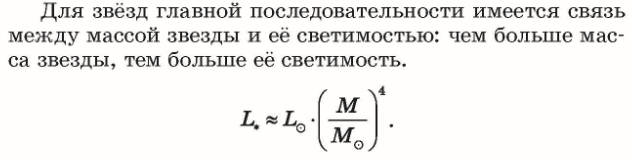 Для звёзд главной последовательности имеется связь
между массой звезды и её светимостью: чем больше мас-
са звезды, тем больше её светимость.
L* ≈ L⊙ · (M / M⊙)⁴.